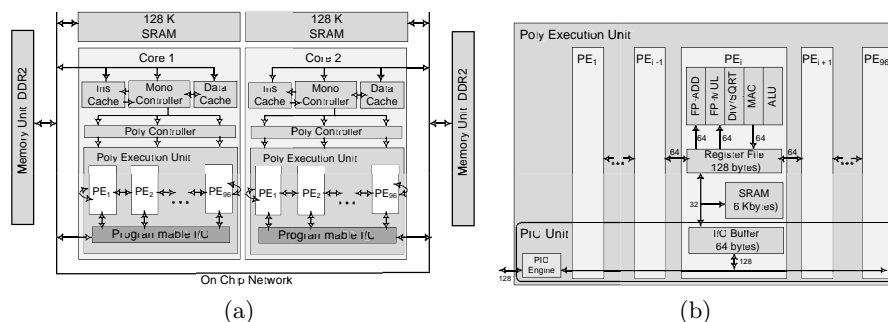 128 K
SRAM
128 K
SRAM
Memory Unit DDR2
Core 1
Ins
Cache
Mono
Controller
Data
Cache
Poly Controller
Poly Execution Unit
PE1
PE2
...
PE96
Programmable I/O
Core 2
Ins
Cache
Mono
Controller
Data
Cache
Poly Controller
Poly Execution Unit
PE1
PE2
...
PE96
Programmable I/O
Memory Unit DDR2
On Chip Network
(a)
Poly Execution Unit
PE1
...
PEi -1
PEi
PEi + 1
...
PE96
FP-ADD
FP-MUL
Div/SQRT
MAC
ALU
64
64
64
64
Register File
128 bytes)
64
...
...
32
SRAM
6 Kbytes)
PIO Unit
I/O Buffer
64 bytes)
PIO
Engine
128
128
(b)